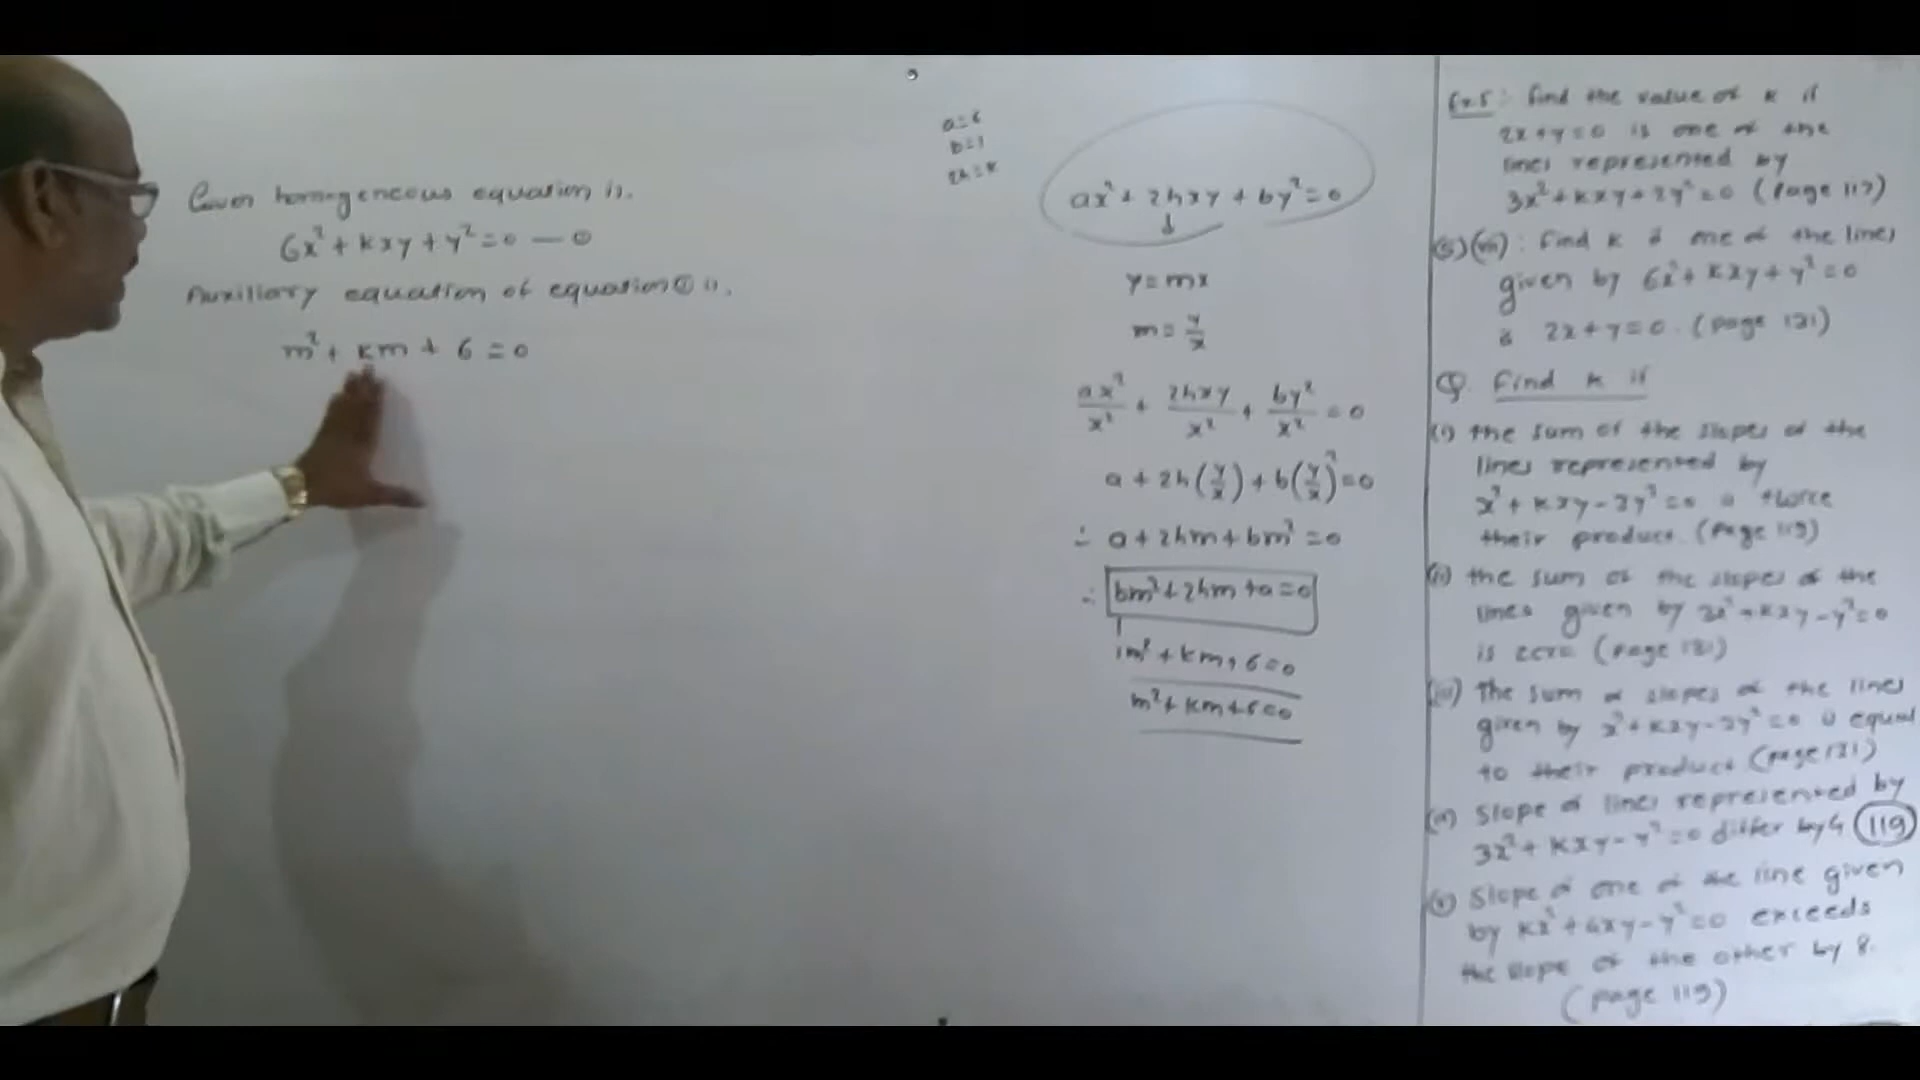 Given homogeneous equation is.
6x² + kxy + y² = 0 — ①
Auxiliary equation of equation ① is.
m² + km + 6 = 0
a=6
b=1
2h=k
ax² + 2hxy + by² = 0
y = mx
m = y/x
ax²/x² + 2hxy/x² + by²/x² = 0
a + 2h(y/x) + b(y/x)² = 0
∴ a + 2hm + bm² = 0
∴ bm² + 2hm + a = 0
1m² + km + 6 = 0
m² + km + 6 = 0
Ex.5: find the value of k if
2x + y = 0 is one of the
lines represented by
3x² + kxy + 2y² = 0 (page 117)
find k if one of the lines
given by 6x² + kxy + y² = 0
is 2x + y = 0. (page 121)
Q. Find k if
(i) the sum of the slopes of the
lines represented by
x² + kxy - 3y² = 0 is twice
their product. (page 119)
(ii) the sum of the slopes of the
lines given by + kxy - y² = 0
is zero (page 121)
(iii) The sum of slopes of the lines
given by x² + kxy - 3y² = 0 is equal
to their product (page 121)
(iv) Slope of lines represented by
3x² + kxy - y² = 0 differ by 4 (119)
(v) Slope of one of the line given
by kx² + 4xy - y² = 0 exceeds
the slope of the other by 8.
(page 119)